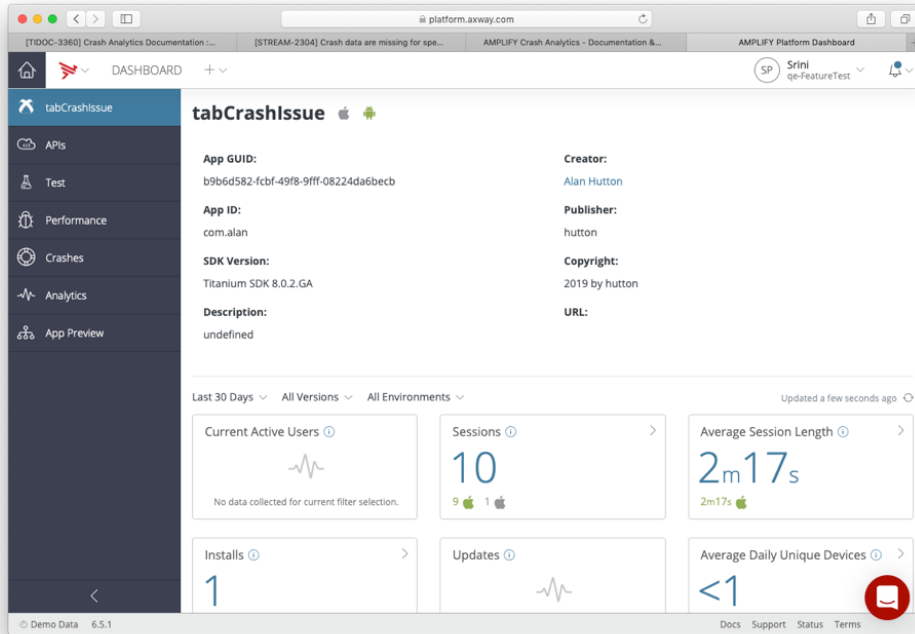 platform.axway.com
[TIDOC-3360] Crash Analytics Documentation :...
[STREAM-2304] Crash data are missing for spe...
AMPLIFY Crash Analytics - Documentation &...
AMPLIFY Platform Dashboard
DASHBOARD
SP
Srini
qe-FeatureTest
tabCrashIssue
APIs
Test
Performance
Crashes
Analytics
App Preview
tabCrashIssue
App GUID:
b9b6d582-fcbf-49f8-9fff-08224da6becb
App ID:
com.alan
SDK Version:
Titanium SDK 8.0.2.GA
Description:
undefined
Creator:
Alan Hutton
Publisher:
hutton
Copyright:
2019 by hutton
URL:
Last 30 Days
All Versions
All Environments
Updated a few seconds ago
Current Active Users
No data collected for current filter selection.
Sessions
10
9 1
Average Session Length
2m17s
2m17s
Installs
1
Updates
Average Daily Unique Devices
<1
Demo Data 6.5.1
Docs Support Status Terms